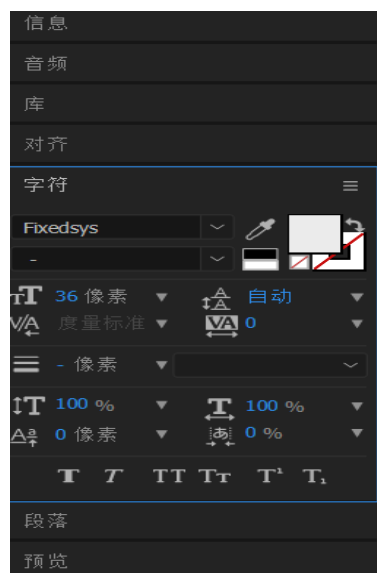 信息
音频
库
对齐
字符
Fixedsys
-
36 像素 自动
度量标准 0
- 像素
100 % 100 %
0 像素 0 %
T T TT Tт T¹ T₁
段落
预览